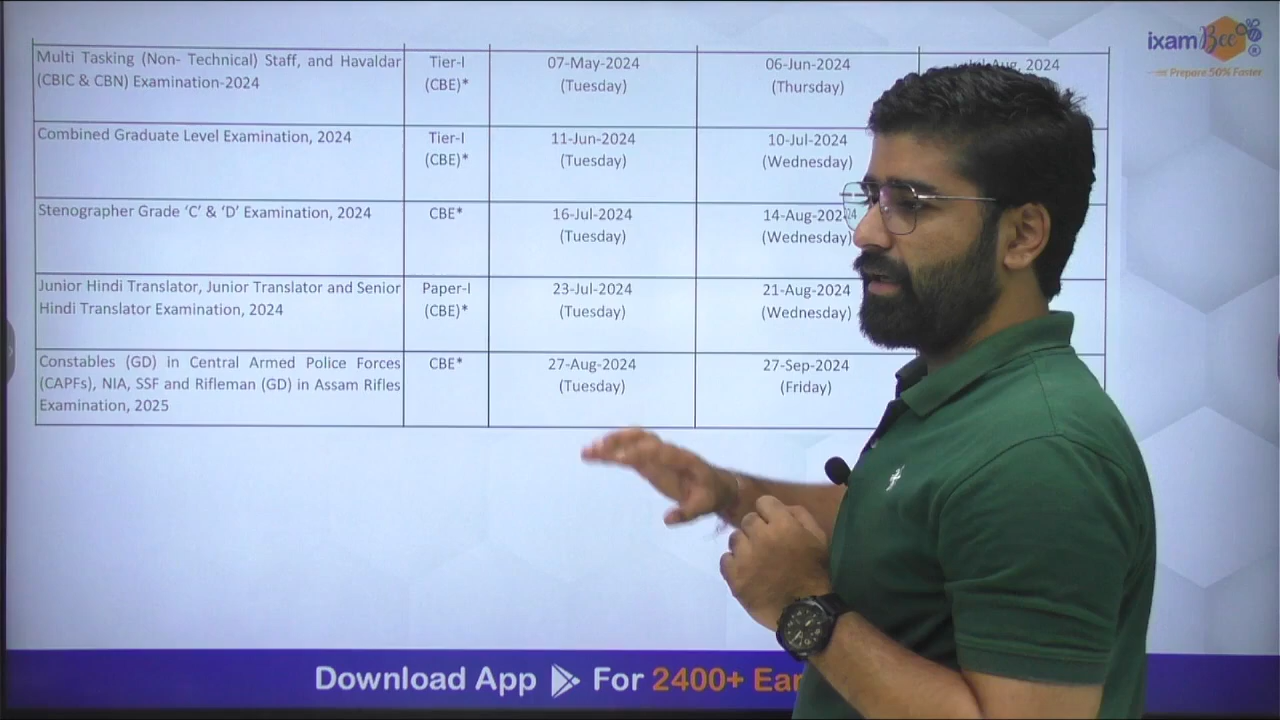 ixamBee
Prepare 50% Faster
Multi Tasking (Non- Technical) Staff, and Havaldar
(CBIC & CBN) Examination-2024
Tier-I
(CBE)*
07-May-2024
(Tuesday)
06-Jun-2024
(Thursday)
Aug, 2024
Combined Graduate Level Examination, 2024
Tier-I
(CBE)*
11-Jun-2024
(Tuesday)
10-Jul-2024
(Wednesday)
Stenographer Grade ‘C’ & ‘D’ Examination, 2024
CBE*
16-Jul-2024
(Tuesday)
14-Aug-2024
(Wednesday)
Junior Hindi Translator, Junior Translator and Senior
Hindi Translator Examination, 2024
Paper-I
(CBE)*
23-Jul-2024
(Tuesday)
21-Aug-2024
(Wednesday)
Constables (GD) in Central Armed Police Forces
(CAPFs), NIA, SSF and Rifleman (GD) in Assam Rifles
Examination, 2025
CBE*
27-Aug-2024
(Tuesday)
27-Sep-2024
(Friday)
Download App For 2400+